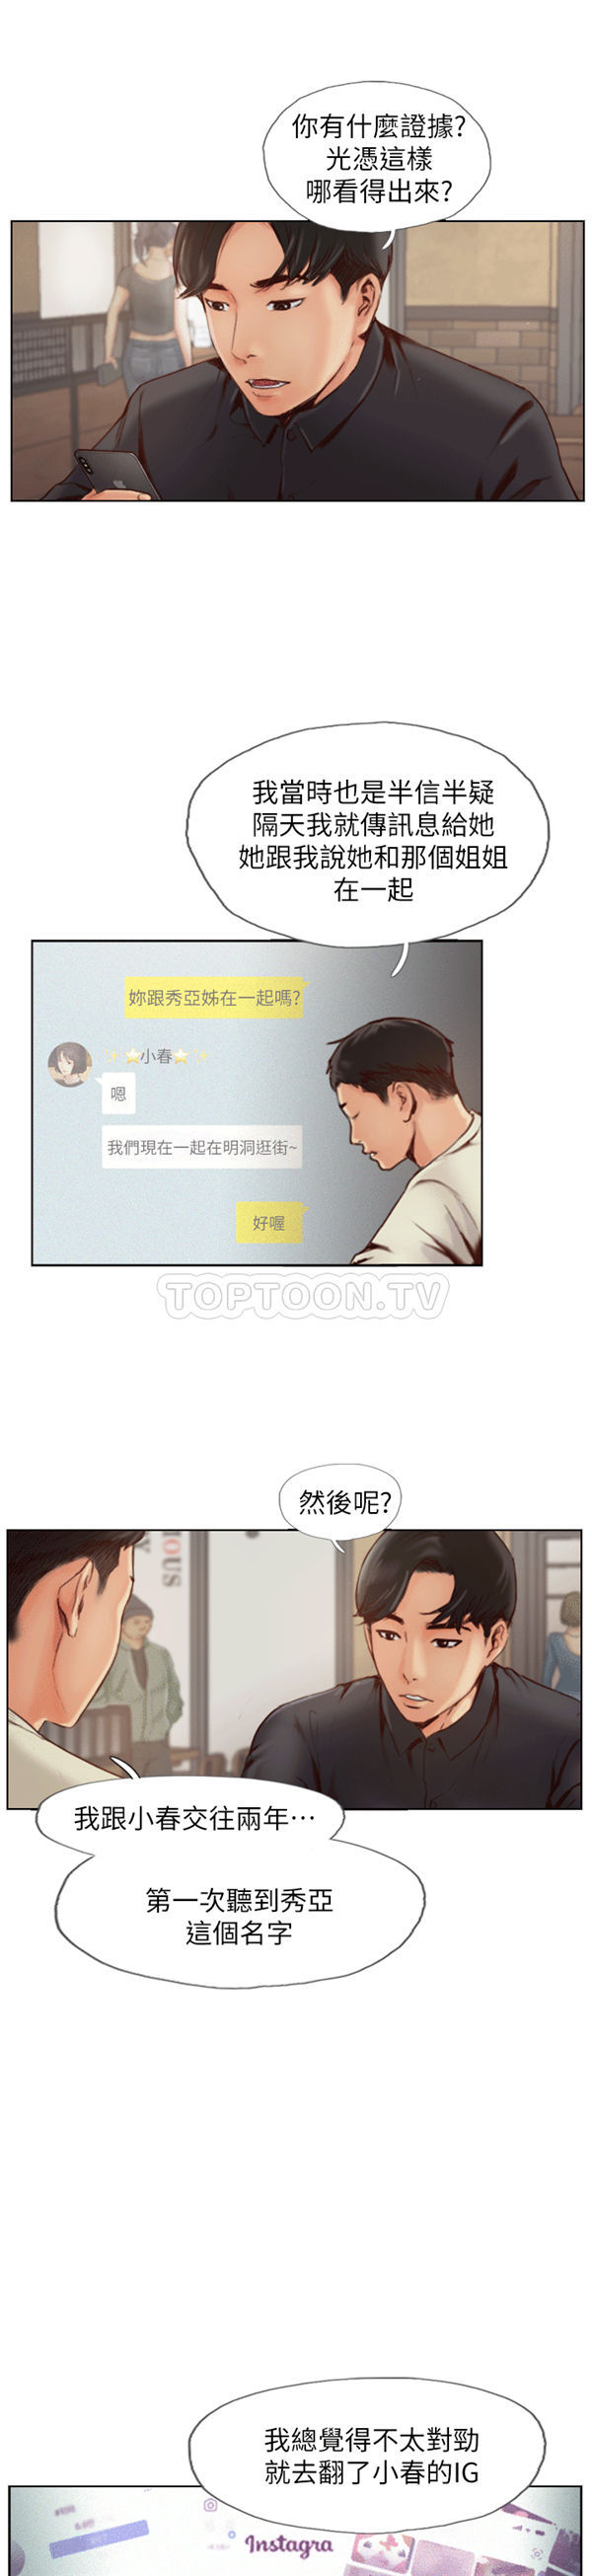 你有什麼證據?
光憑這樣
哪看得出來?
我當時也是半信半疑
隔天我就傳訊息給她
她跟我說她和那個姐姐
在一起
妳跟秀亞姊在一起嗎?
小春
嗯
我們現在一起在明洞逛街~
好喔
TOPTOON.TV
然後呢?
IOUS
我跟小春交往兩年…
第一次聽到秀亞
這個名字
我總覺得不太對勁
就去翻了小春的IG
Instagra